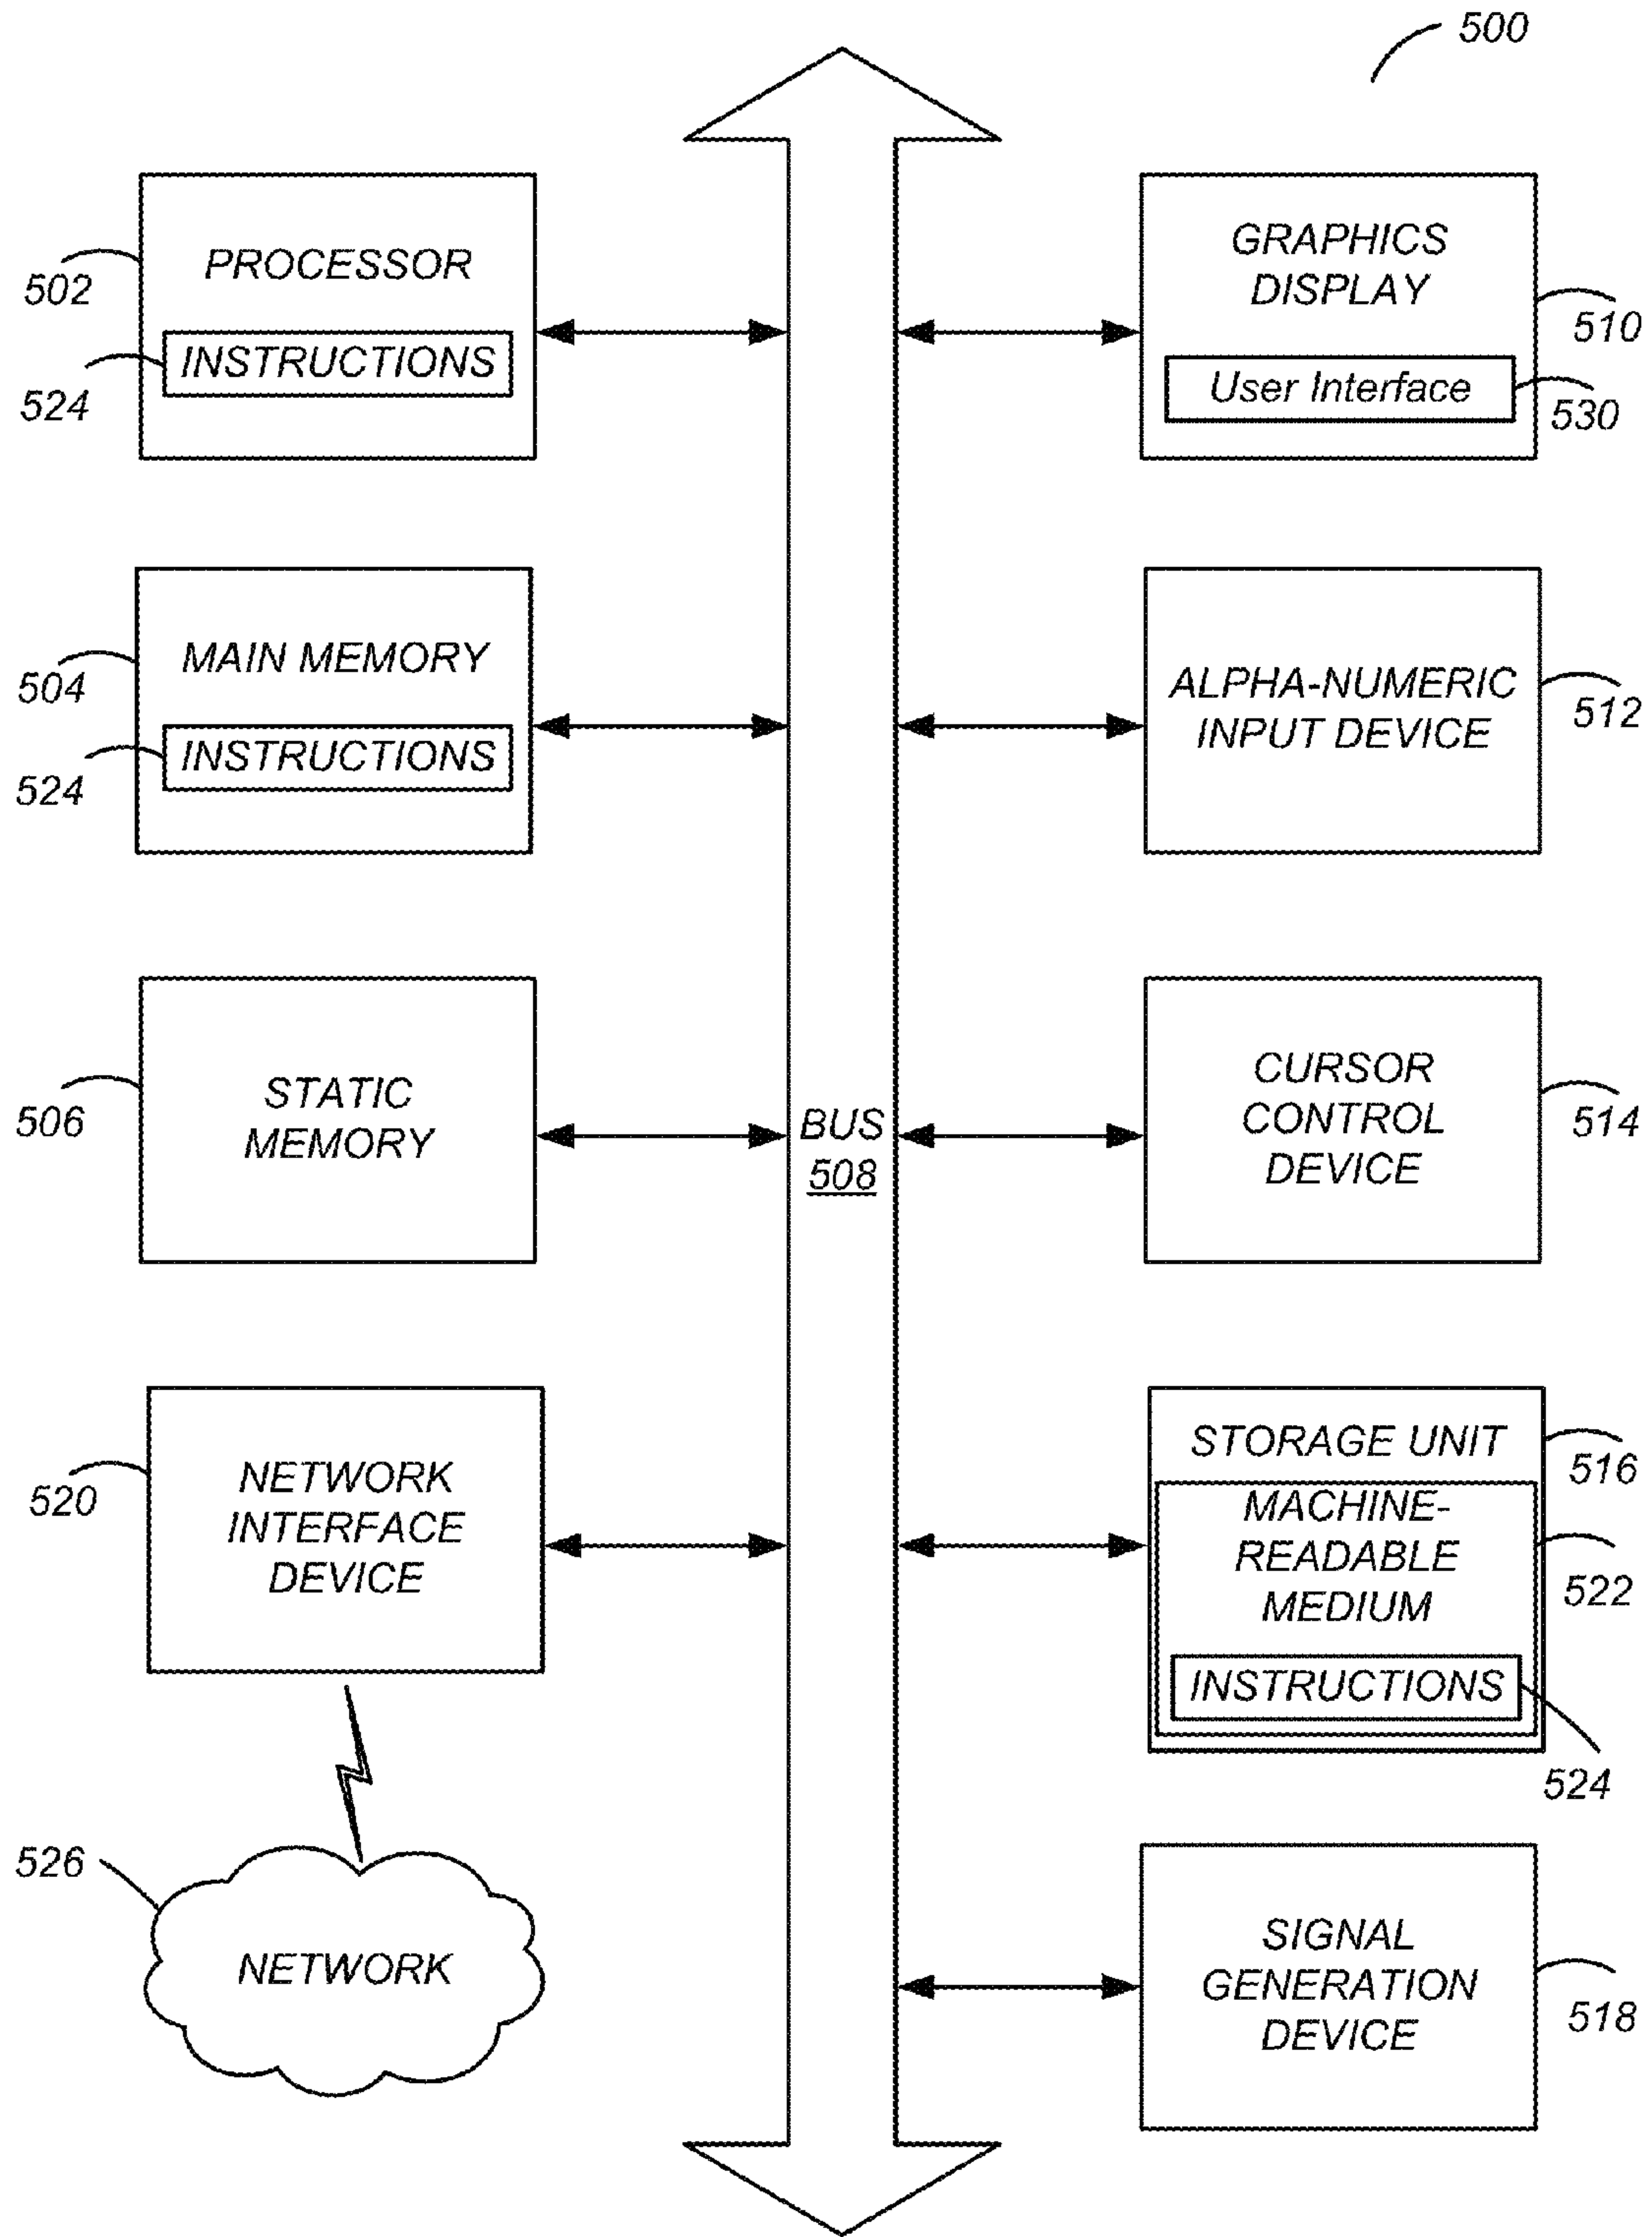 500
PROCESSOR
502
INSTRUCTIONS
524
GRAPHICS
DISPLAY
510
User Interface
530
MAIN MEMORY
504
INSTRUCTIONS
524
ALPHA-NUMERIC
INPUT DEVICE
512
STATIC
MEMORY
506
BUS
508
CURSOR
CONTROL
DEVICE
514
NETWORK
INTERFACE
DEVICE
520
STORAGE UNIT
516
MACHINE-
READABLE
MEDIUM
522
INSTRUCTIONS
524
526
NETWORK
SIGNAL
GENERATION
DEVICE
518